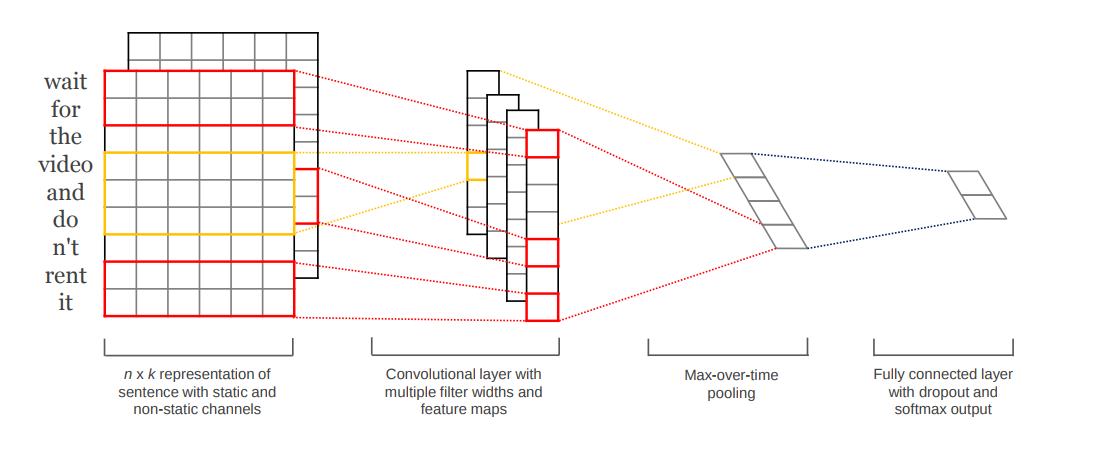 wait
for
the
video
and
do
n't
rent
it
n x k representation of
sentence with static and
non-static channels
Convolutional layer with
multiple filter widths and
feature maps
Max-over-time
pooling
Fully connected layer
with dropout and
softmax output